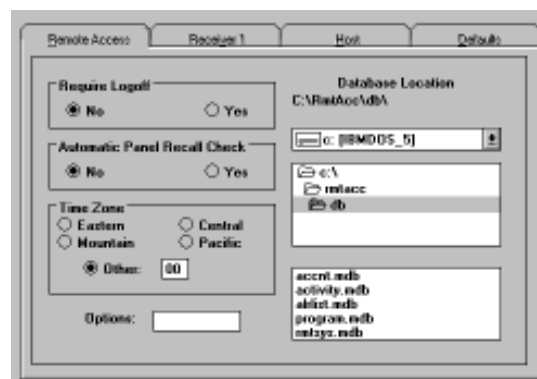 Remote Access Receiver 1 Host Defaults
Require Logoff
No Yes
Automatic Panel Recall Check
No Yes
Time Zone
Eastern Central
Mountain Pacific
Other: 00
Options:
Database Location
C:\RmtAcc\db\
c: [IBMDOS_5]
c:\
rmtacc
db
accnt.mdb
activity.mdb
program.mdb
rmtsys.mdb